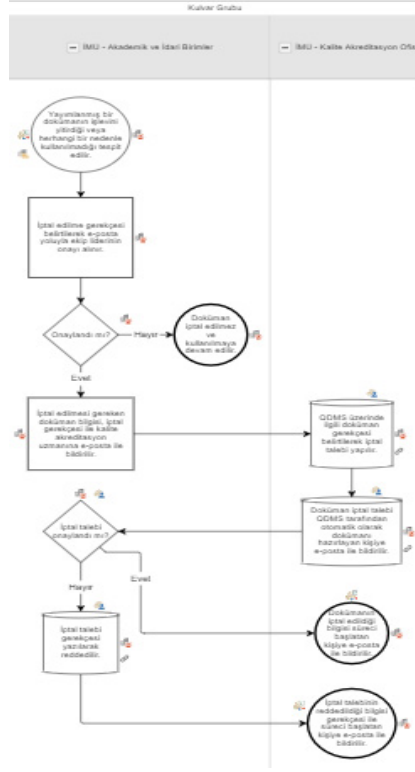 Kulvar Grubu
İMU - Akademik ve İdari Birimler
İMU - Kalite Akreditasyon Ofis
Yayımlanmış bir
dokümanın işlevini
yitirdiği veya
herhangi bir nedenle
kullanılmadığı tespit
edilir.
İptal edilme gerekçesi
belirtilerek e-posta
yoluyla ekip liderinin
onayı alınır.
Onaylandı mı?
Hayır
Doküman
iptal edilmez
ve
kullanılmaya
devam edilir.
Evet
İptal edilmesi gereken
doküman bilgisi, iptal
gerekçesi ile kalite
akreditasyon
uzmanına e-posta ile
bildirilir.
QDMS üzerinde
ilgili doküman
gerekçesi
belirtilerek iptal
talebi yapılır.
Doküman iptal talebi
QDMS tarafından
otomatik olarak
dokümanı
hazırlayan kişiye
e-posta ile bildirilir.
İptal talebi
onaylandı mı?
Evet
Hayır
İptal talebi
gerekçesi
yazılarak
reddedilir.
Dokümanın
iptal edildiği
bilgisi süreci
başlatan
kişiye e-posta
ile bildirilir.
İptal talebinin
reddedildiği bilgisi
gerekçesi ile
süreci başlatan
kişiye e-posta ile
bildirilir.